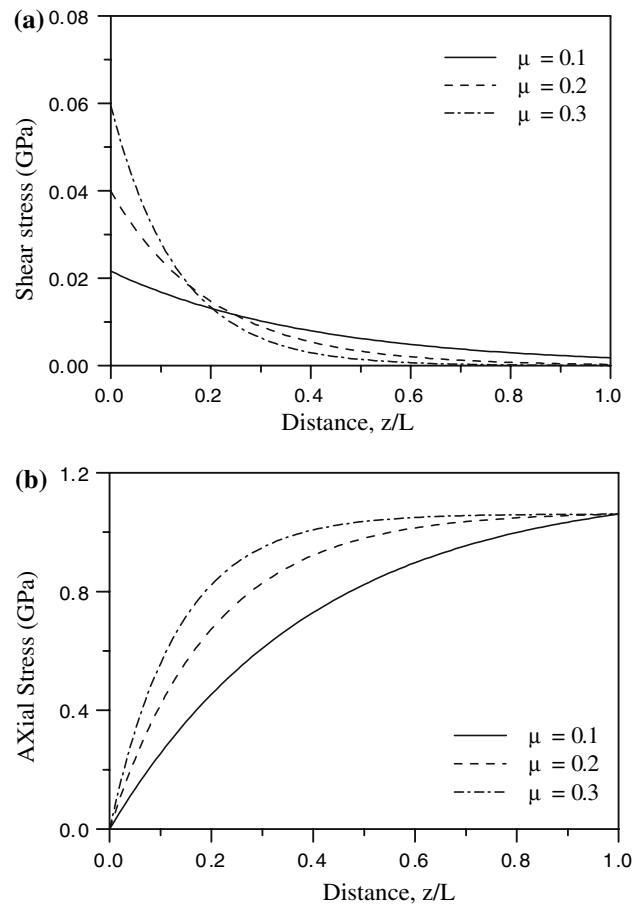 (a)
0.08
0.06
0.04
0.02
0.00
Shear stress (GPa)
μ = 0.1
μ = 0.2
μ = 0.3
0.0 0.2 0.4 0.6 0.8 1.0
Distance, z/L
(b)
1.2
0.8
0.4
0.0
AXial Stress (GPa)
μ = 0.1
μ = 0.2
μ = 0.3
0.0 0.2 0.4 0.6 0.8 1.0
Distance, z/L